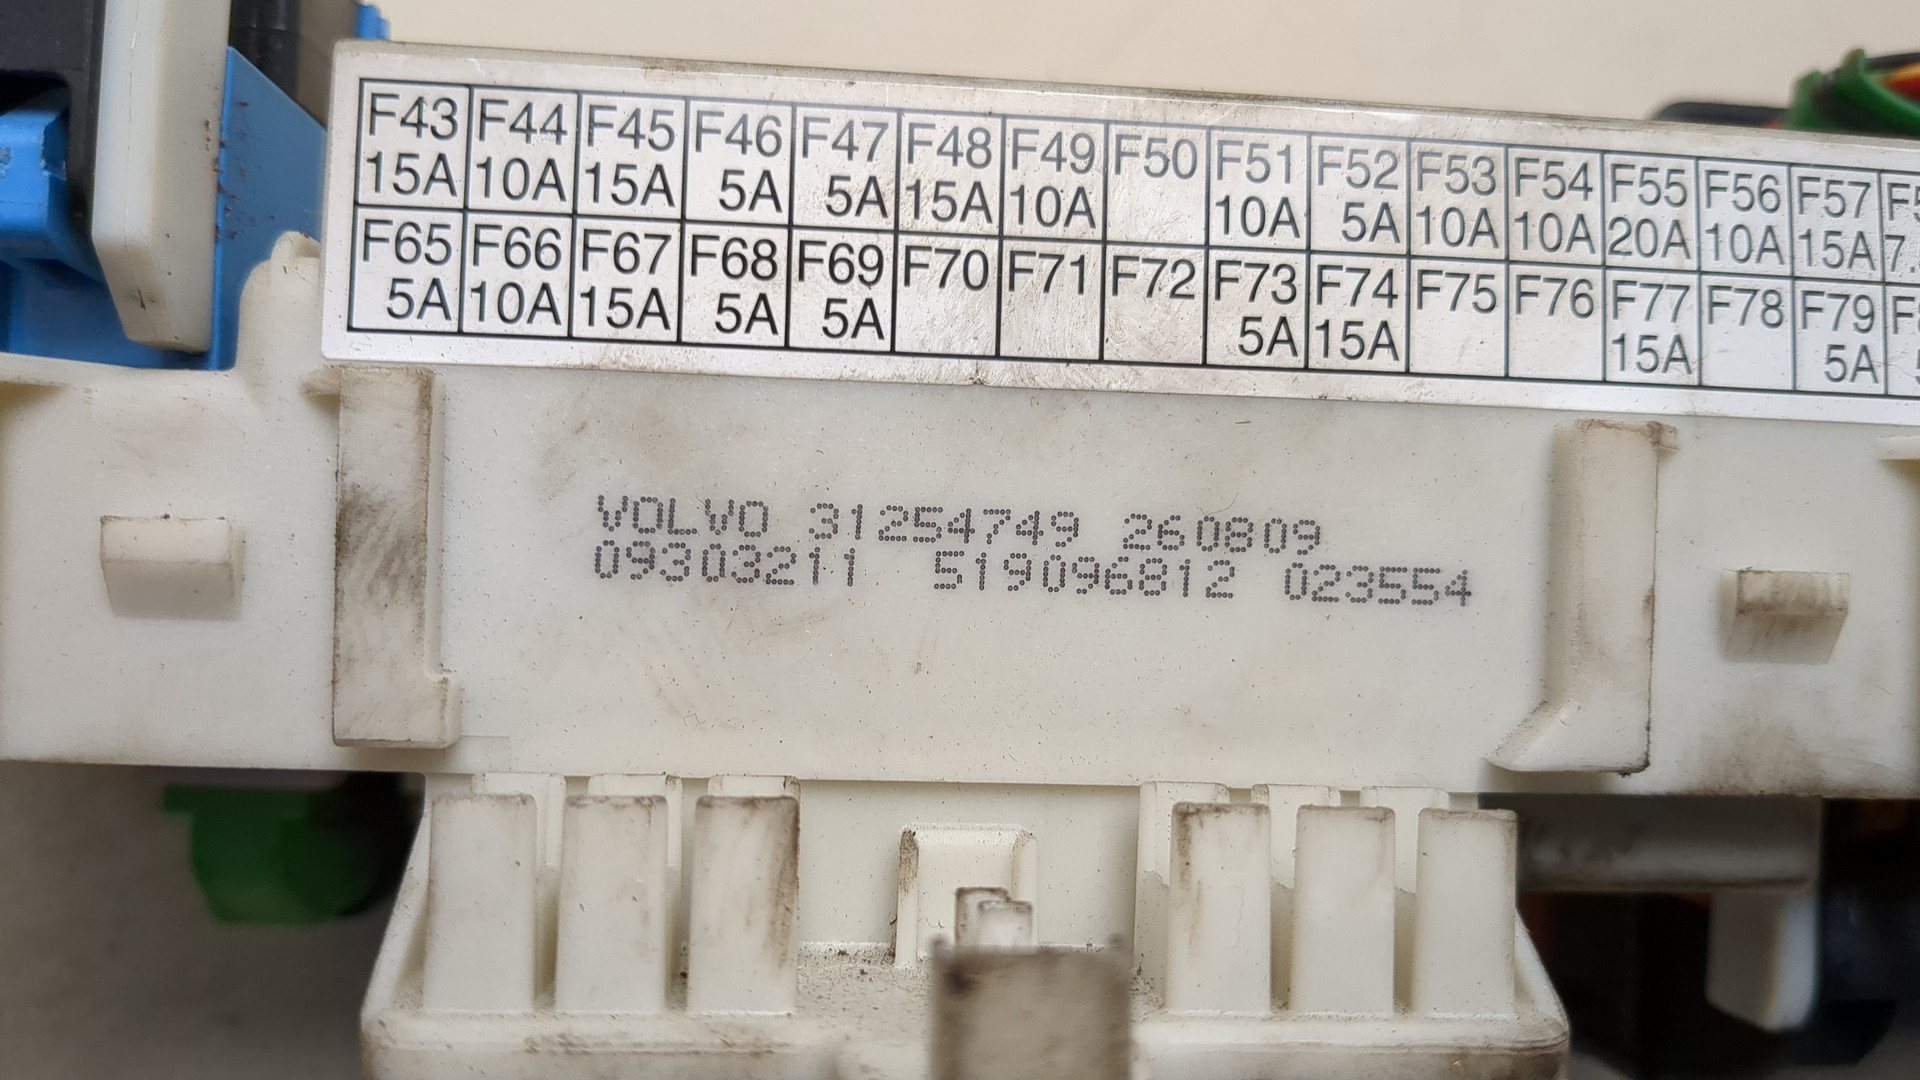 F43 F44 F45 F46 F47 F48 F49 F50 F51 F52 F53 F54 F55 F56 F57
15A 10A 15A 5A 5A 15A 10A 10A 5A 10A 10A 20A 10A 15A 7.
F65 F66 F67 F68 F69 F70 F71 F72 F73 F74 F75 F76 F77 F78 F79
5A 10A 15A 5A 5A 5A 15A 15A 5A
VOLVO 31254749 260809
09303211 519096812 023554